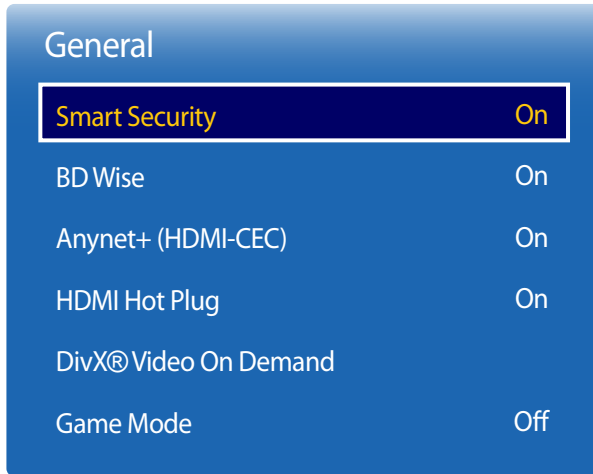 General
Smart Security On
BD Wise On
Anynet+ (HDMI-CEC) On
HDMI Hot Plug On
DivX® Video On Demand
Game Mode Off